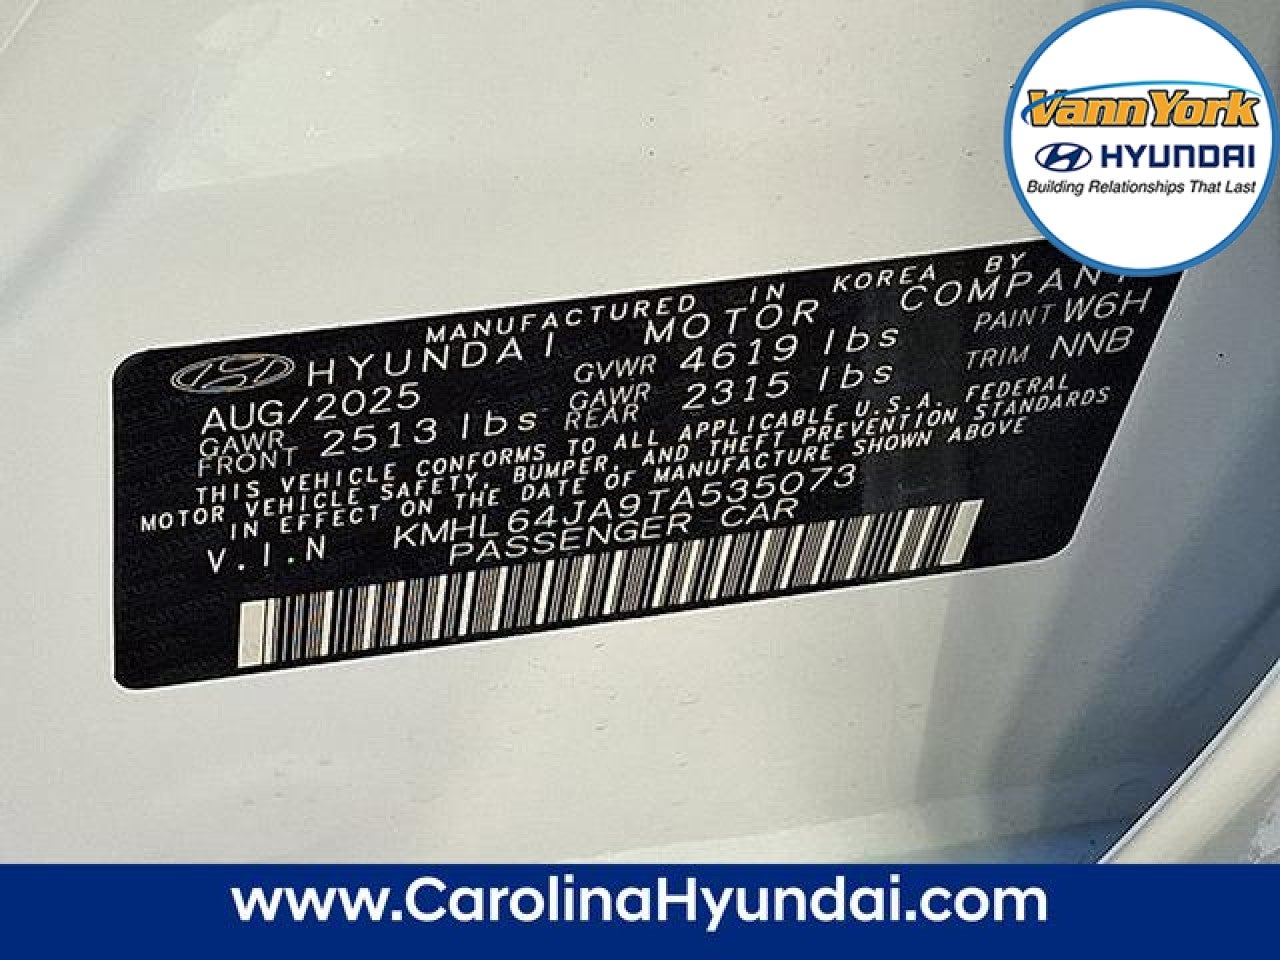 VannYork
HYUNDAI
Building Relationships That Last
MANUFACTURED IN KOREA BY
HYUNDAI MOTOR COMPANY
AUG/2025 GVWR 4619 lbs PAINT W6H
GAWR FRONT 2513 lbs GAWR REAR 2315 lbs TRIM NNB
THIS VEHICLE CONFORMS TO ALL APPLICABLE U.S.A. FEDERAL
MOTOR VEHICLE SAFETY, BUMPER, AND THEFT PREVENTION STANDARDS
IN EFFECT ON THE DATE OF MANUFACTURE SHOWN ABOVE
V.I.N KMHL64JA9TA535073
PASSENGER CAR
www.CarolinaHyundai.com